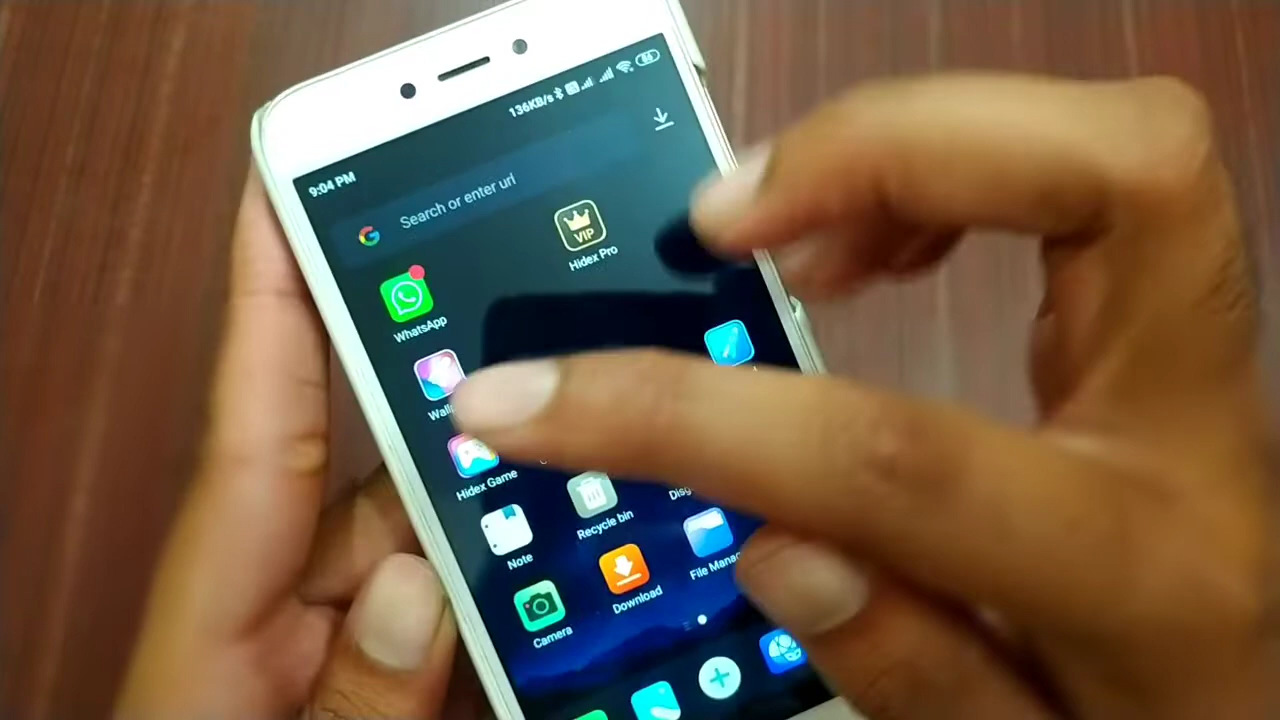 9:04 PM
136KB/s
86
Search or enter url
VIP
Hidex Pro
WhatsApp
Hidex Game
Recycle bin
Note
Download
Camera